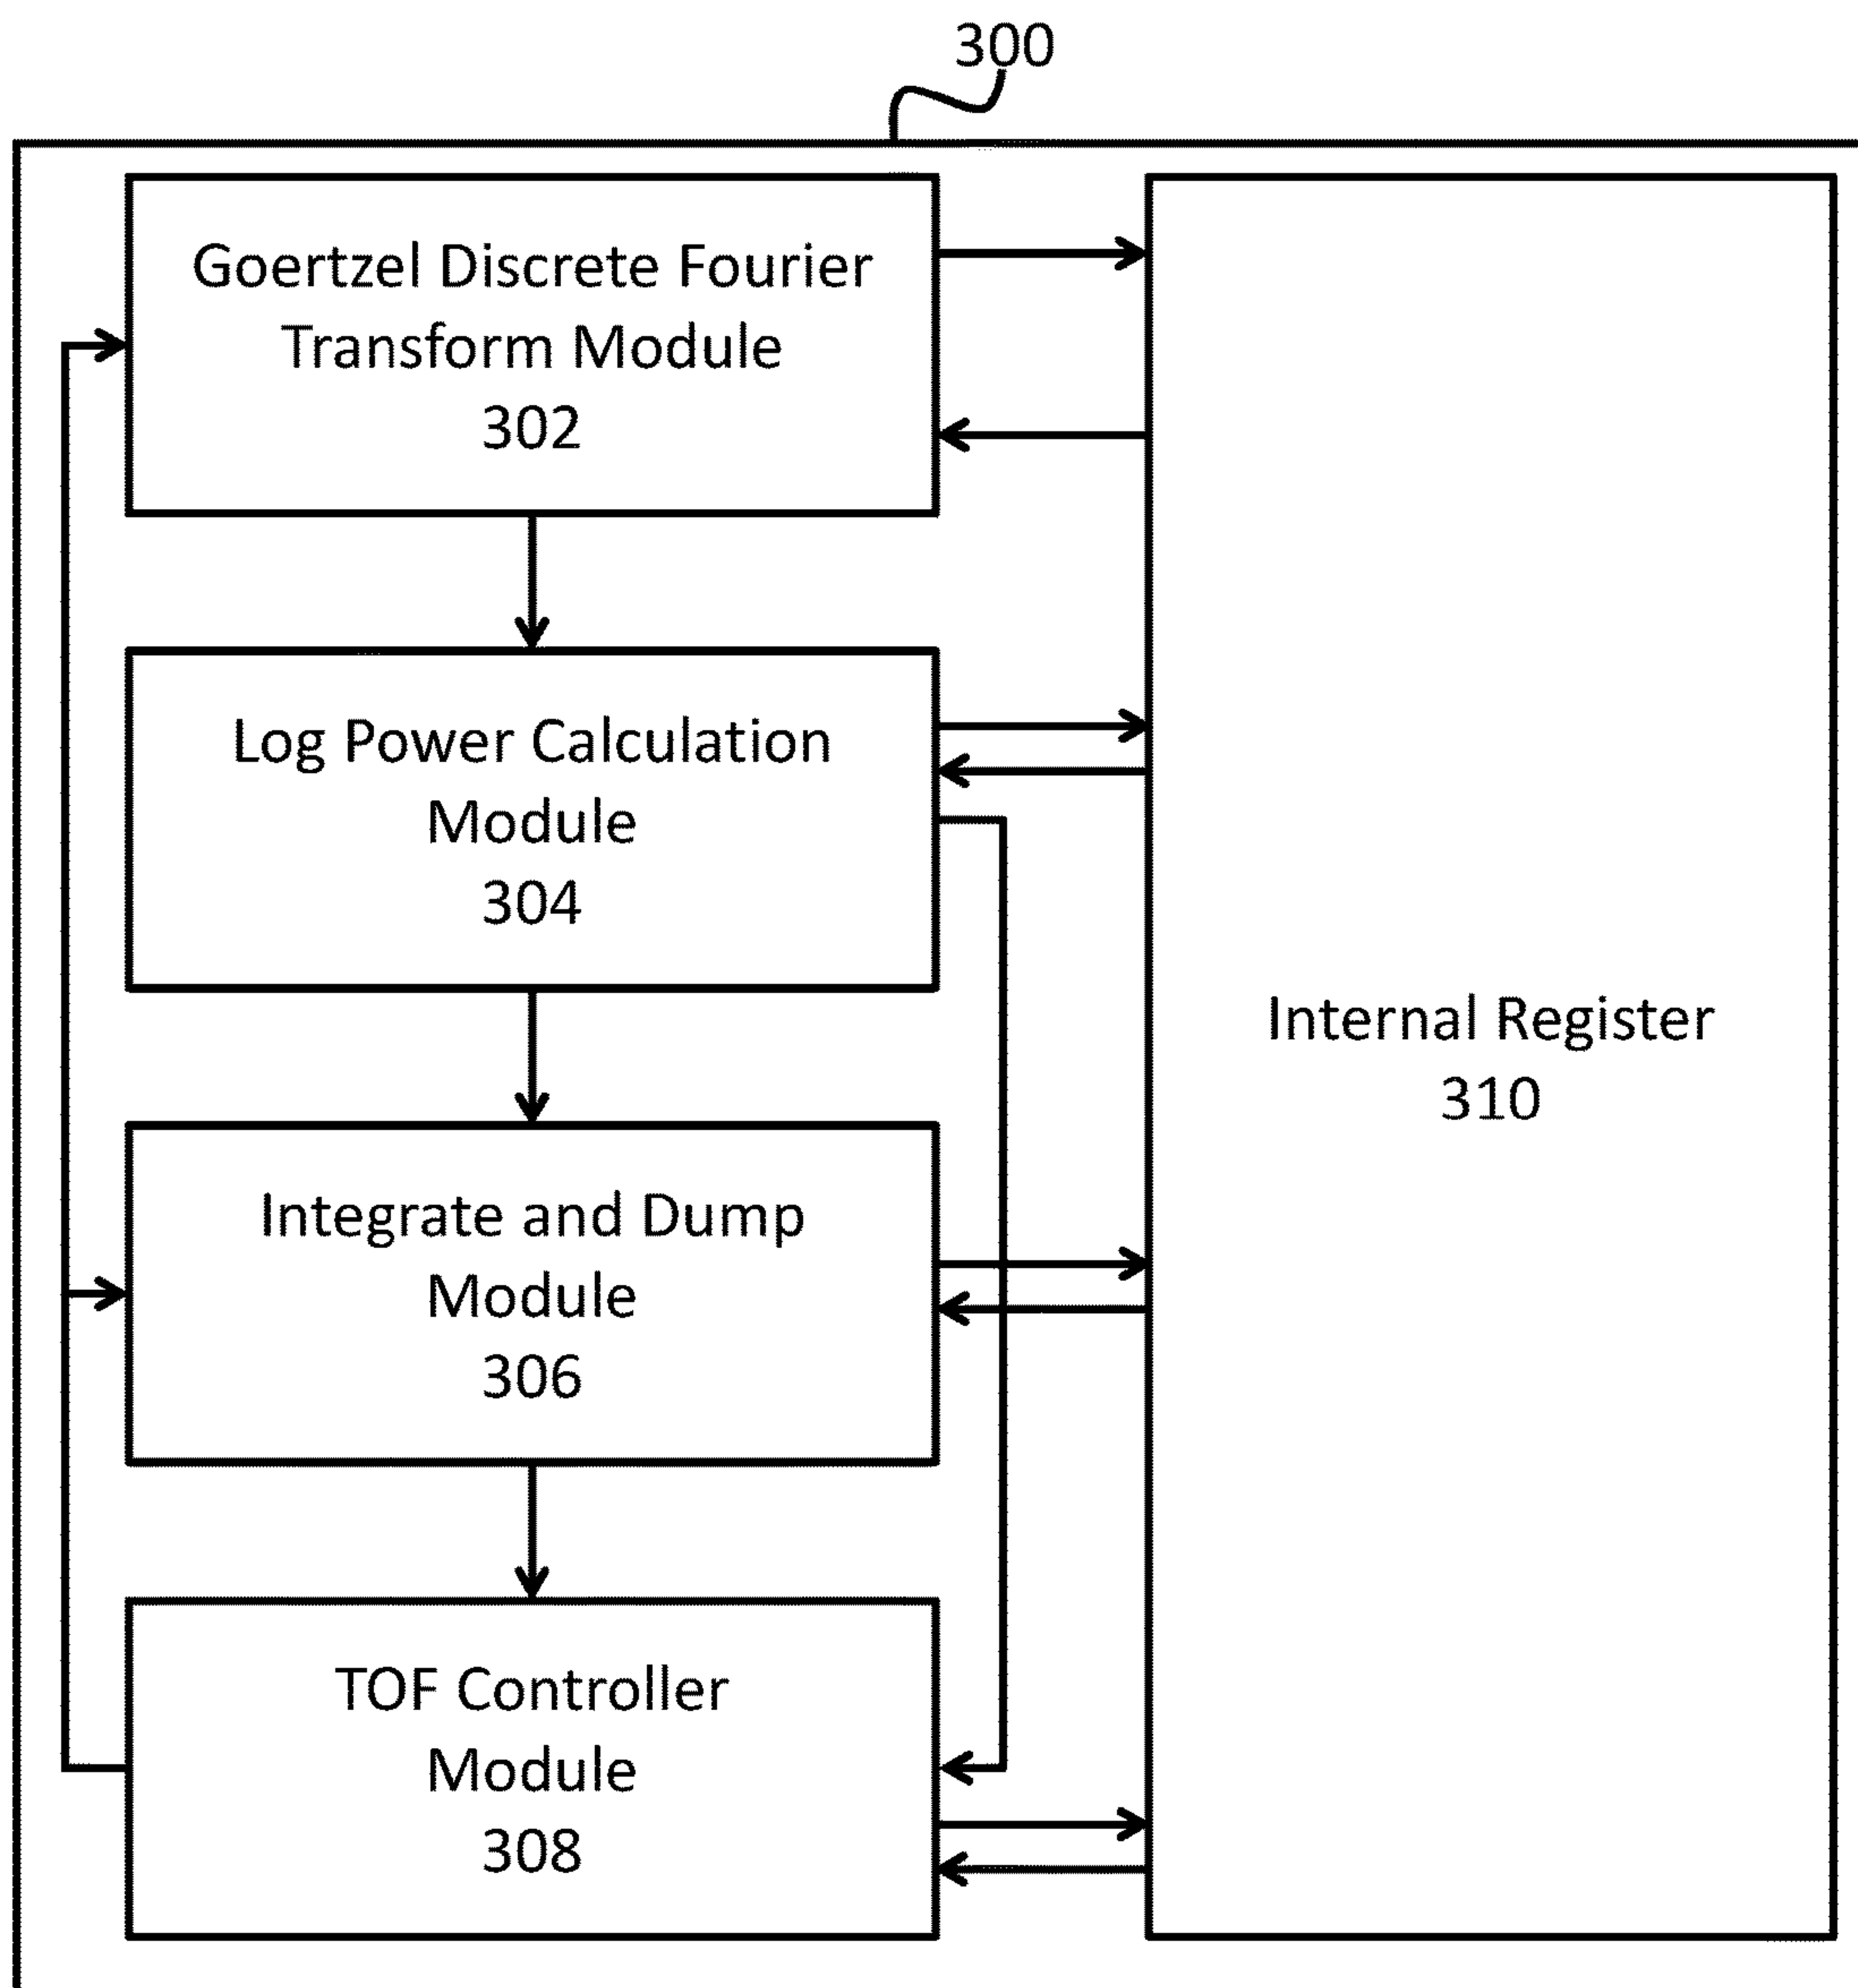 300
Goertzel Discrete Fourier
Transform Module
302
Log Power Calculation
Module
304
Integrate and Dump
Module
306
TOF Controller
Module
308
Internal Register
310